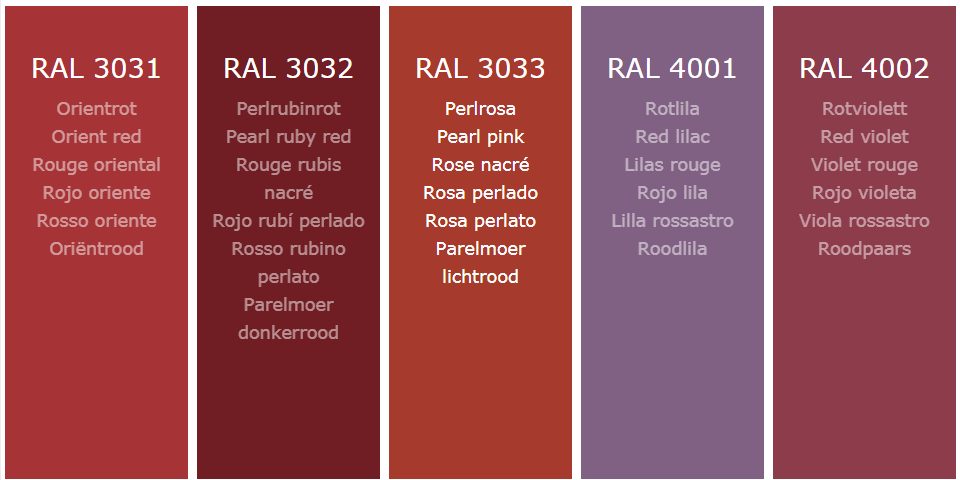 RAL 3031
Orientrot
Orient red
Rouge oriental
Rojo oriente
Rosso oriente
Oriëntrood
RAL 3032
Perlrubinrot
Pearl ruby red
Rouge rubis
nacré
Rojo rubí perlado
Rosso rubino
perlato
Parelmoer
donkerrood
RAL 3033
Perlrosa
Pearl pink
Rose nacré
Rosa perlado
Rosa perlato
Parelmoer
lichtrood
RAL 4001
Rotlila
Red lilac
Lilas rouge
Rojo lila
Lilla rossastro
Roodlila
RAL 4002
Rotviolett
Red violet
Violet rouge
Rojo violeta
Viola rossastro
Roodpaars